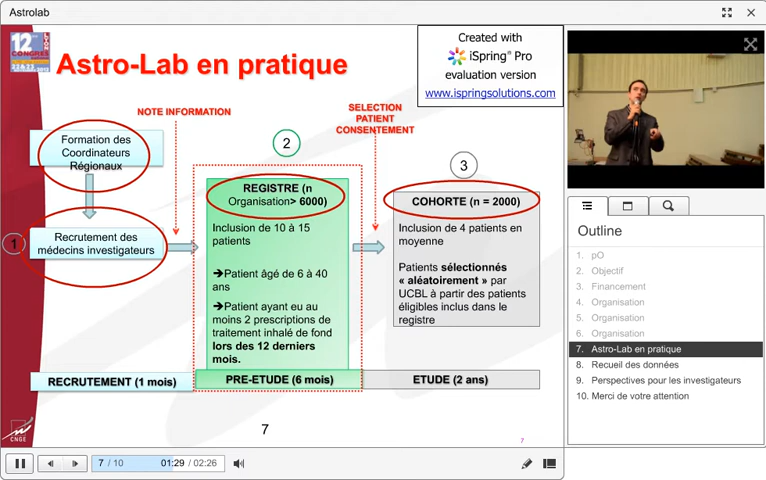 Astrolab
12ème
CONGRÈS
Astro-Lab en pratique
Created with
iSpring® Pro
evaluation version
www.ispringsolutions.com
NOTE INFORMATION
SELECTION
PATIENT
CONSENTEMENT
Formation des
Coordinateurs
Régionaux
2
3
REGISTRE (n
Organisation> 6000)
COHORTE (n = 2000)
1
Recrutement des
médecins investigateurs
Inclusion de 10 à 15
patients
➔Patient âgé de 6 à 40
ans
➔Patient ayant eu au
moins 2 prescriptions de
traitement inhalé de fond
lors des 12 derniers
mois.
Inclusion de 4 patients en
moyenne
Patients sélectionnés
« aléatoirement » par
UCBL à partir des patients
éligibles inclus dans le
registre
RECRUTEMENT (1 mois)
PRE-ETUDE (6 mois)
ETUDE (2 ans)
CNGE
7
7
7 / 10
01:29 / 02:26
Outline
1. pO
2. Objectif
3. Financement
4. Organisation
5. Organisation
6. Organisation
7. Astro-Lab en pratique
8. Recueil des données
9. Perspectives pour les investigateurs
10. Merci de votre attention